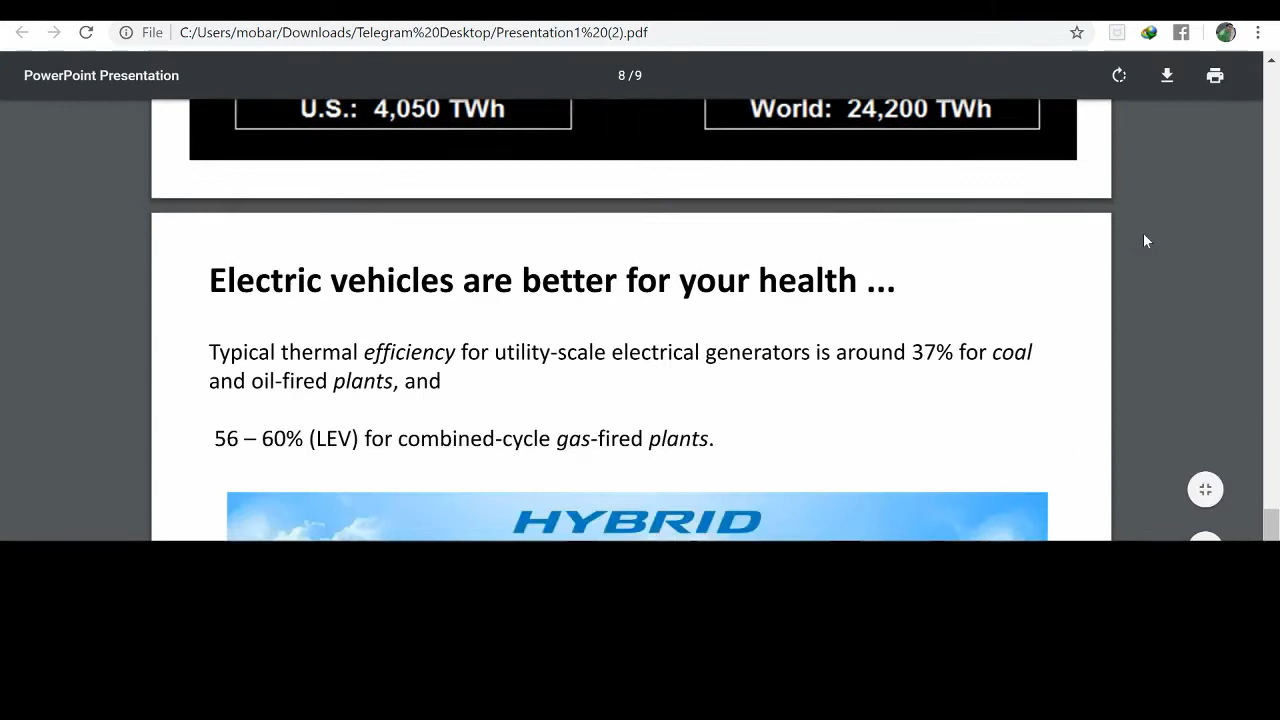 File
C:/Users/mobar/Downloads/Telegram%20Desktop/Presentation1%20(2).pdf
PowerPoint Presentation
8 / 9
U.S.: 4,050 TWh
World: 24,200 TWh
Electric vehicles are better for your health ...
Typical thermal efficiency for utility-scale electrical generators is around 37% for coal
and oil-fired plants, and
56 – 60% (LEV) for combined-cycle gas-fired plants.
HYBRID